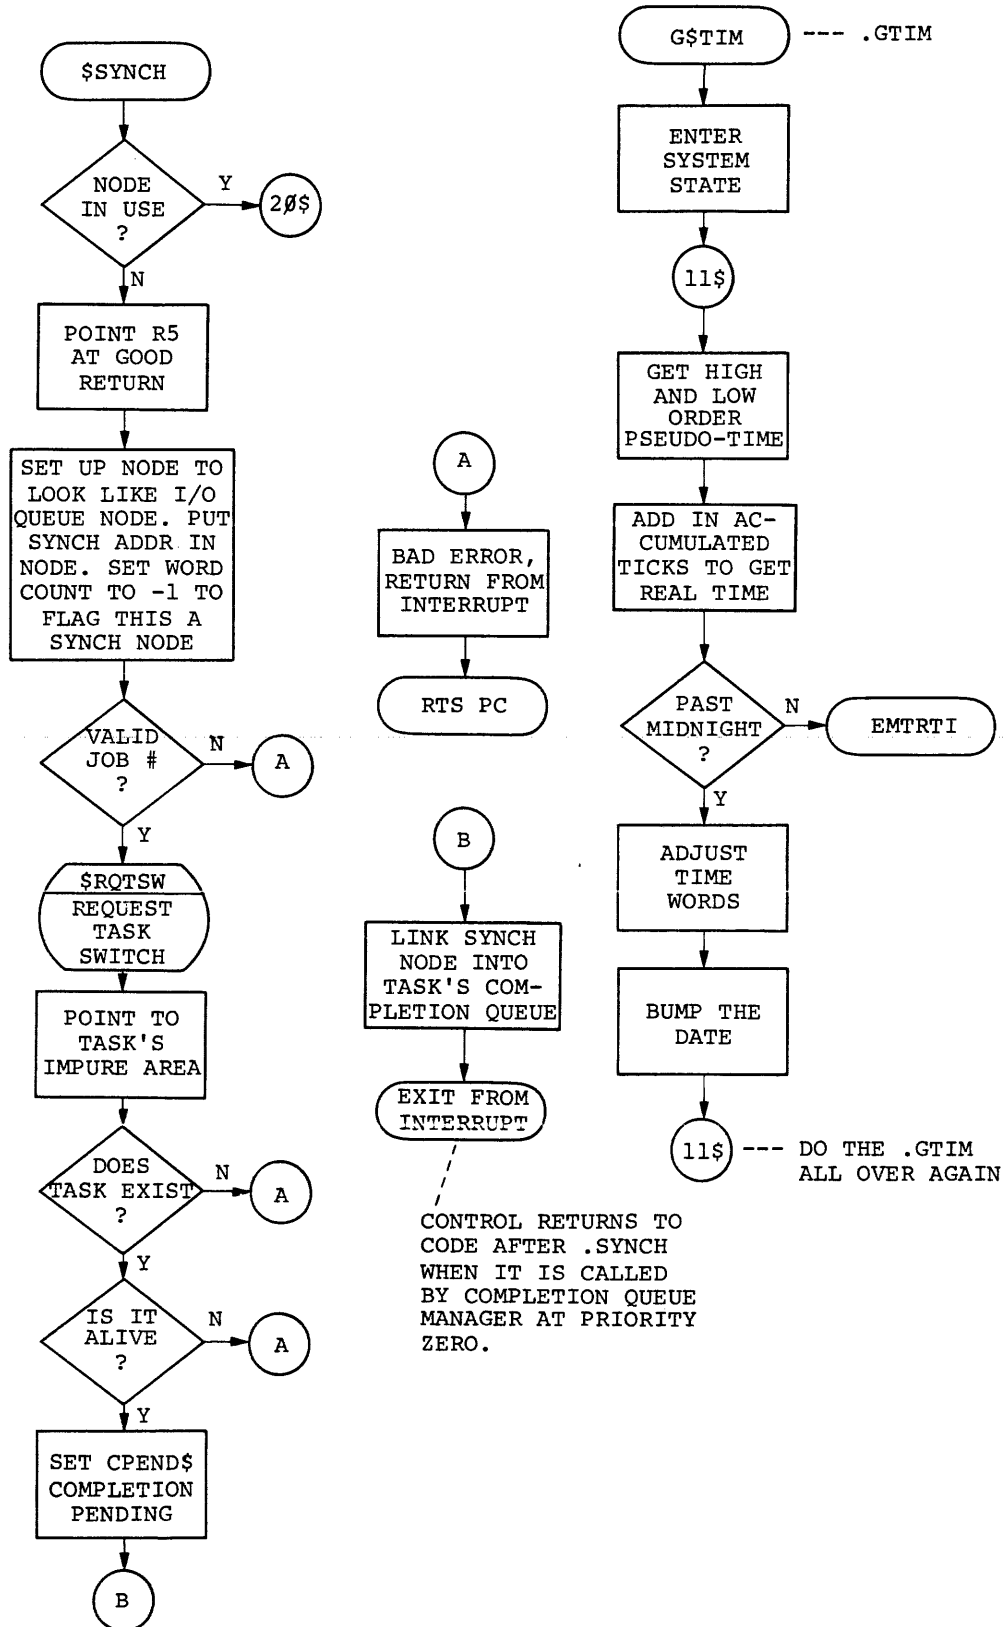 $SYNCH
NODE
IN USE
?
Y
2Ø$
N
POINT R5
AT GOOD
RETURN
SET UP NODE TO
LOOK LIKE I/O
QUEUE NODE. PUT
SYNCH ADDR IN
NODE. SET WORD
COUNT TO -1 TO
FLAG THIS A
SYNCH NODE
VALID
JOB #
?
N
A
Y
$RQTSW
REQUEST
TASK
SWITCH
POINT TO
TASK'S
IMPURE AREA
DOES
TASK EXIST
?
N
A
Y
IS IT
ALIVE
?
N
A
Y
SET CPEND$
COMPLETION
PENDING
B
A
BAD ERROR,
RETURN FROM
INTERRUPT
RTS PC
B
LINK SYNCH
NODE INTO
TASK'S COM-
PLETION QUEUE
EXIT FROM
INTERRUPT
CONTROL RETURNS TO
CODE AFTER .SYNCH
WHEN IT IS CALLED
BY COMPLETION QUEUE
MANAGER AT PRIORITY
ZERO.
G$TIM --- .GTIM
ENTER
SYSTEM
STATE
11$
GET HIGH
AND LOW
ORDER
PSEUDO-TIME
ADD IN AC-
CUMULATED
TICKS TO GET
REAL TIME
PAST
MIDNIGHT
?
N
EMTRTI
Y
ADJUST
TIME
WORDS
BUMP THE
DATE
11$ --- DO THE .GTIM
ALL OVER AGAIN